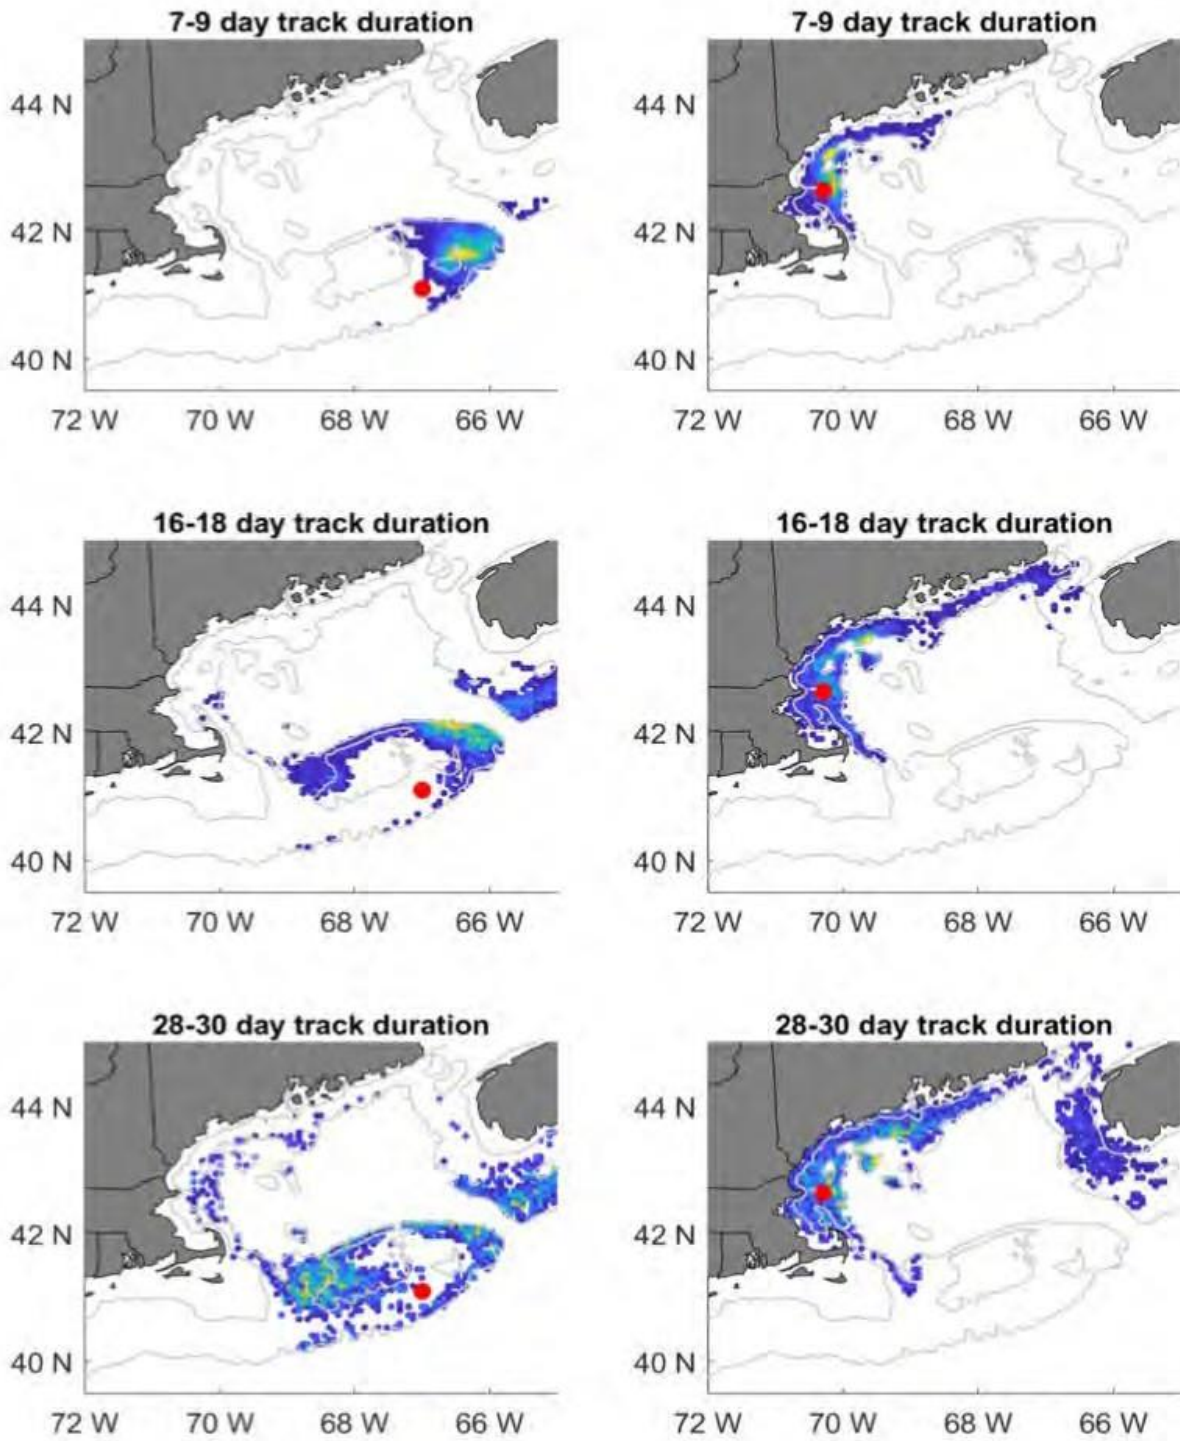 7-9 day track duration
7-9 day track duration
44 N
42 N
40 N
72 W 70 W 68 W 66 W
44 N
42 N
40 N
72 W 70 W 68 W 66 W
16-18 day track duration
16-18 day track duration
44 N
42 N
40 N
72 W 70 W 68 W 66 W
44 N
42 N
40 N
72 W 70 W 68 W 66 W
28-30 day track duration
28-30 day track duration
44 N
42 N
40 N
72 W 70 W 68 W 66 W
44 N
42 N
40 N
72 W 70 W 68 W 66 W